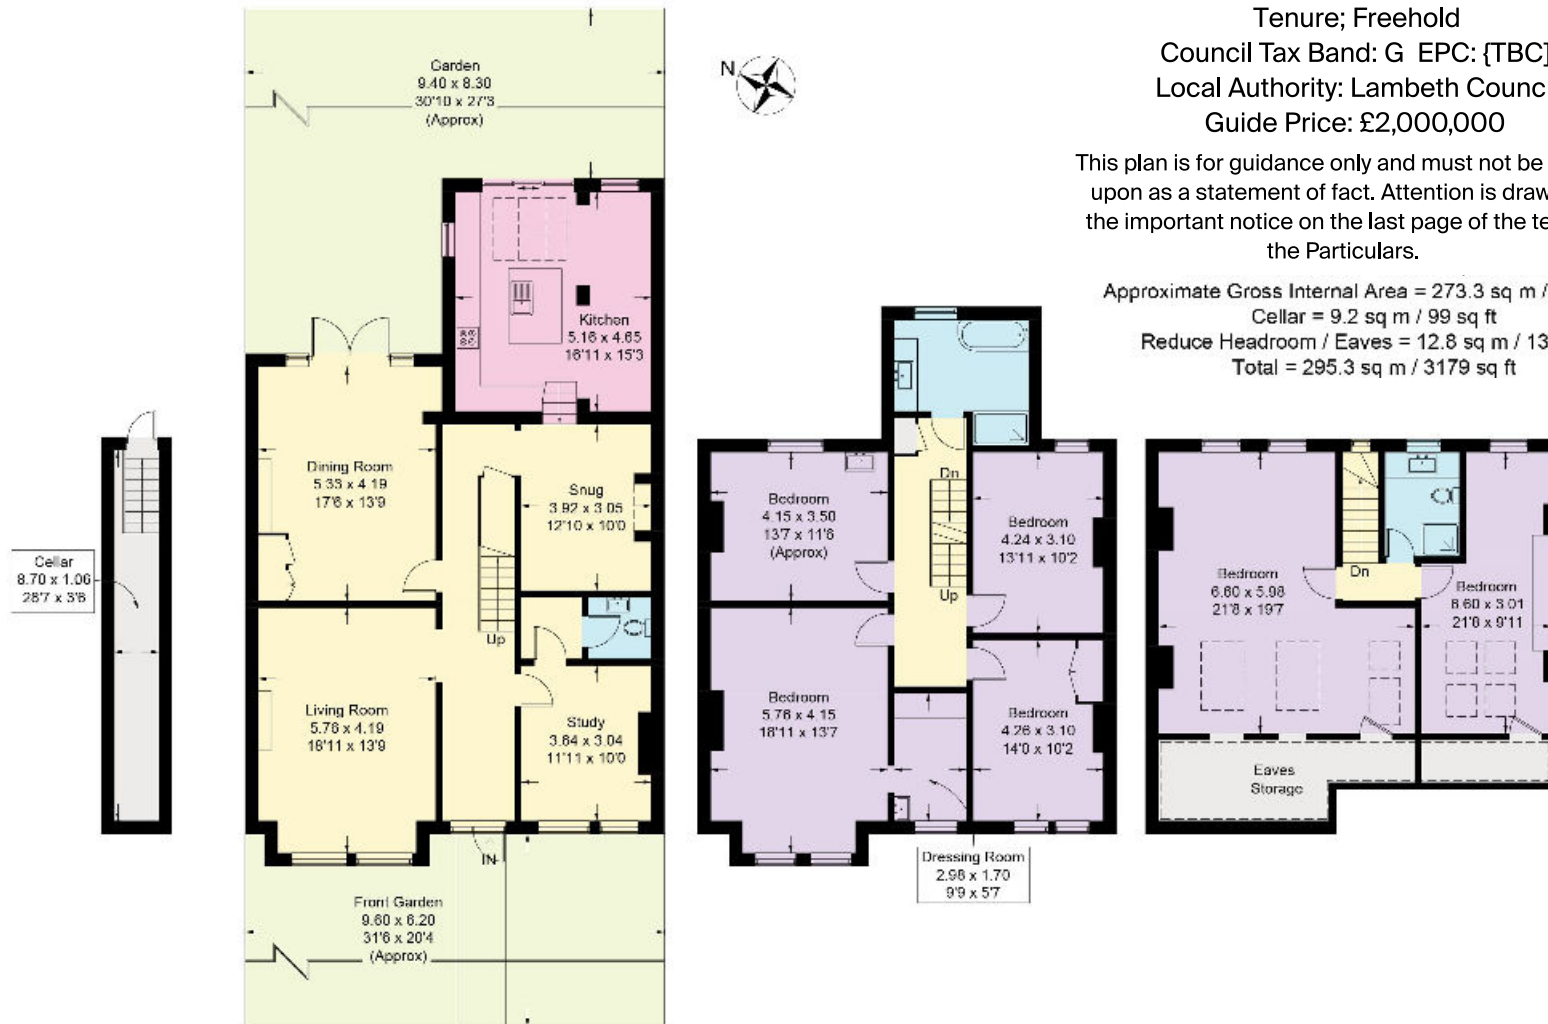 Tenure; Freehold
Council Tax Band: G EPC: {TBC}
Local Authority: Lambeth Counc
Guide Price: £2,000,000
This plan is for guidance only and must not be
upon as a statement of fact. Attention is draw
the important notice on the last page of the te
the Particulars.
Approximate Gross Internal Area = 273.3 sq m /
Cellar = 9.2 sq m / 99 sq ft
Reduce Headroom / Eaves = 12.8 sq m / 13
Total = 295.3 sq m / 3179 sq ft
N
Garden
9.40 x 8.30
30'10 x 27'3
(Approx)
Kitchen
5.16 x 4.65
16'11 x 15'3
Dining Room
5.33 x 4.19
17'6 x 13'9
Snug
3.92 x 3.05
12'10 x 10'0
Cellar
8.70 x 1.06
28'7 x 3'6
Up
Living Room
5.76 x 4.19
18'11 x 13'9
Study
3.64 x 3.04
11'11 x 10'0
IN
Front Garden
9.60 x 6.20
31'6 x 20'4
(Approx)
Dn
Bedroom
4.15 x 3.50
13'7 x 11'6
(Approx)
Bedroom
4.24 x 3.10
13'11 x 10'2
Up
Bedroom
5.76 x 4.15
18'11 x 13'7
Bedroom
4.26 x 3.10
14'0 x 10'2
Dressing Room
2.98 x 1.70
9'9 x 5'7
Dn
Bedroom
6.60 x 5.98
21'8 x 19'7
Bedroom
6.60 x 3.01
21'8 x 9'11
Eaves
Storage